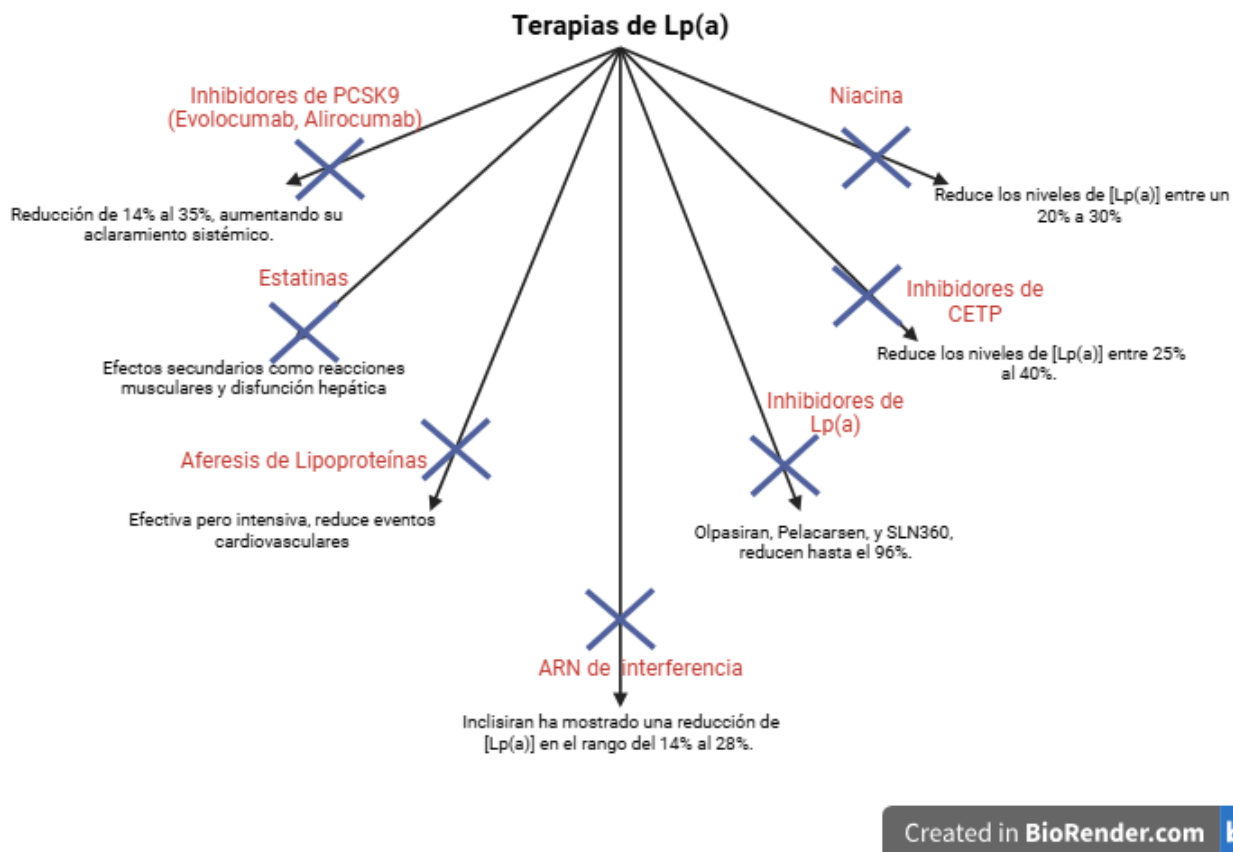 Terapias de Lp(a)
Inhibidores de PCSK9
(Evolocumab, Alirocumab)
Reducción de 14% al 35%, aumentando su
aclaramiento sistémico.
Niacina
Reduce los niveles de [Lp(a)] entre un
20% a 30%
Estatinas
Efectos secundarios como reacciones
musculares y disfunción hepática
Inhibidores de
CETP
Reduce los niveles de [Lp(a)] entre 25%
al 40%.
Aferesis de Lipoproteínas
Efectiva pero intensiva, reduce eventos
cardiovasculares
Inhibidores de
Lp(a)
Olpasiran, Pelacarsen, y SLN360,
reducen hasta el 96%.
ARN de interferencia
Inclisiran ha mostrado una reducción de
[Lp(a)] en el rango del 14% al 28%.
Created in BioRender.com b